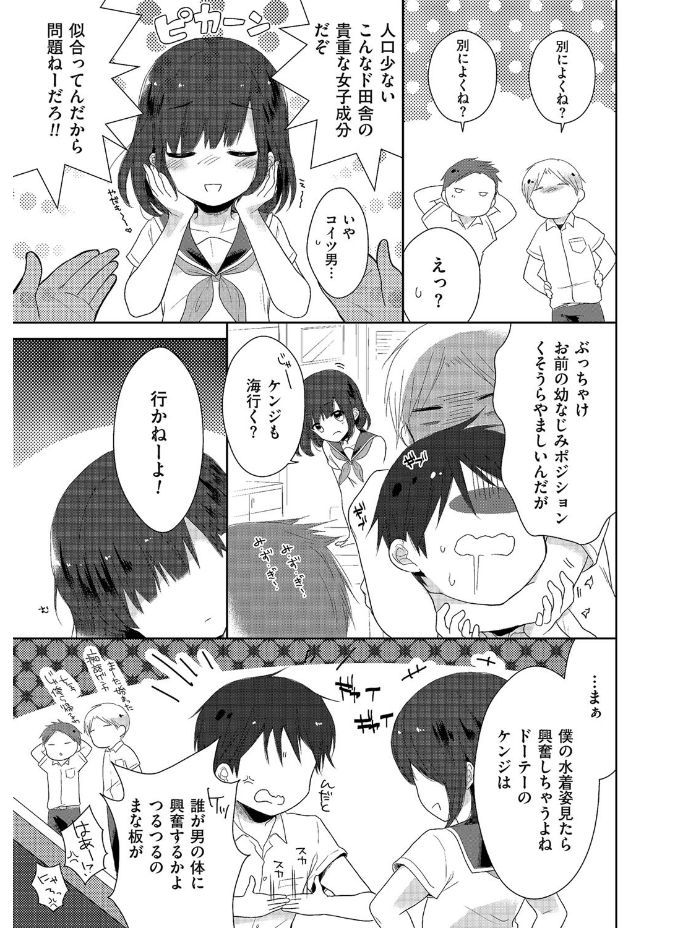 別によくね?
別によくね?
えっ?
ピカーン
人口少ない
こんなド田舎の
貴重な女子成分
だぞ
似合ってんだから
問題ねーだろ!!
いや
コイツ男…
ぶっちゃけ
お前の幼なじみポジション
くそうらやましいんだが
じー
ケンジも
海行く?
みずぎ〜
みずぎ〜
行かねーよ!
む
…まぁ
僕の水着姿見たら
興奮しちゃうよね
ドーテーの
ケンジは
んだと
スカ
スカ
誰が男の体に
興奮するかよ
つるつるの
まな板が
はあー!?